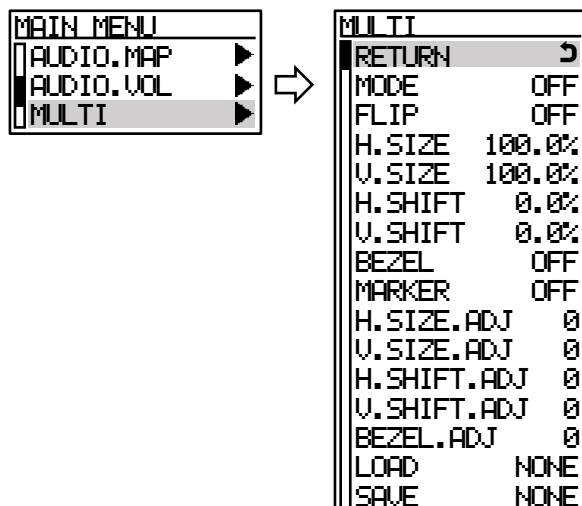 MAIN MENU
AUDIO.MAP
AUDIO.VOL
MULTI
MULTI
RETURN
MODE OFF
FLIP OFF
H.SIZE 100.0%
V.SIZE 100.0%
H.SHIFT 0.0%
V.SHIFT 0.0%
BEZEL OFF
MARKER OFF
H.SIZE.ADJ 0
V.SIZE.ADJ 0
H.SHIFT.ADJ 0
V.SHIFT.ADJ 0
BEZEL.ADJ 0
LOAD NONE
SAVE NONE